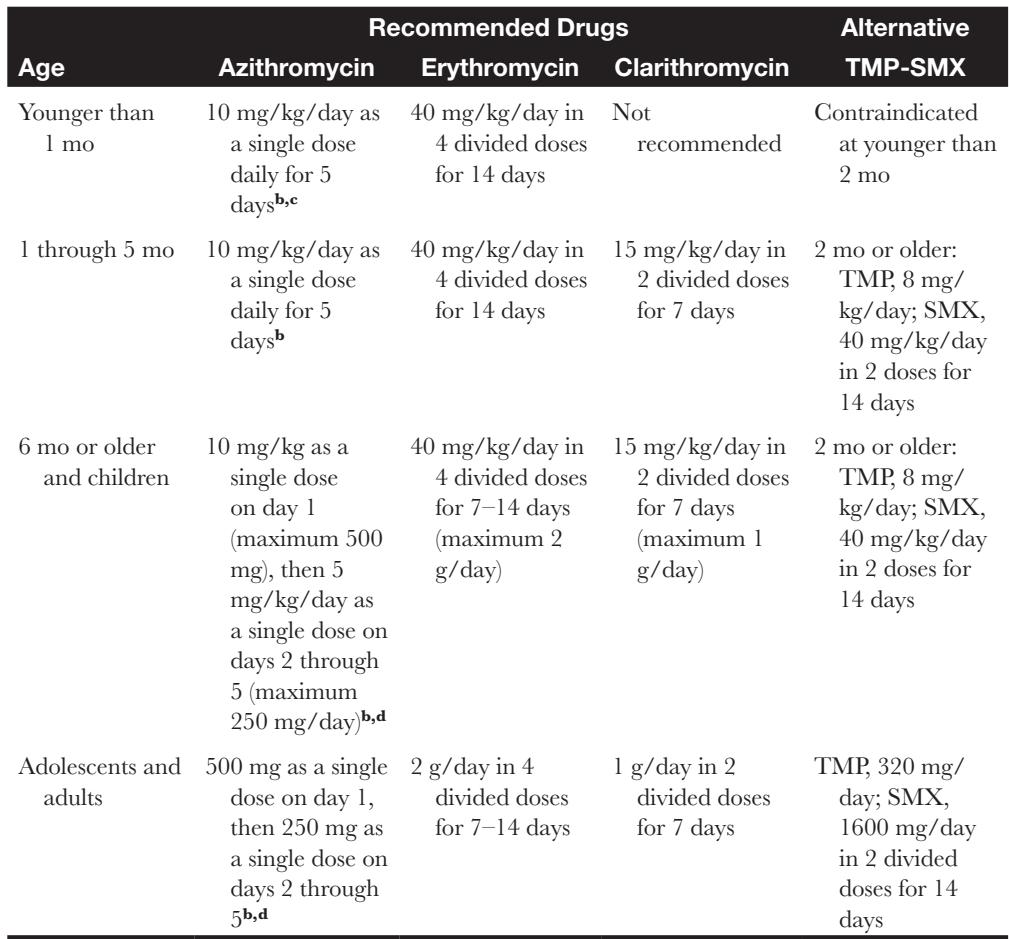 Recommended Drugs Alternative
Age Azithromycin Erythromycin Clarithromycin TMP-SMX
Younger than 10 mg/kg/day as 40 mg/kg/day in Not Contraindicated
1 mo a single dose 4 divided doses recommended at younger than
daily for 5 for 14 days 2 mo
daysb,c
1 through 5 mo 10 mg/kg/day as 40 mg/kg/day in 15 mg/kg/day in 2 mo or older:
a single dose 4 divided doses 2 divided doses TMP, 8 mg/
daily for 5 for 14 days for 7 days kg/day; SMX,
daysb 40 mg/kg/day
in 2 doses for
14 days
6 mo or older 10 mg/kg as a 40 mg/kg/day in 15 mg/kg/day in 2 mo or older:
and children single dose 4 divided doses 2 divided doses TMP, 8 mg/
on day 1 for 7–14 days for 7 days kg/day; SMX,
(maximum 500 (maximum 2 (maximum 1 40 mg/kg/day
mg), then 5 g/day) g/day) in 2 doses for
mg/kg/day as 14 days
a single dose on
days 2 through
5 (maximum
250 mg/day)b,d
Adolescents and 500 mg as a single 2 g/day in 4 1 g/day in 2 TMP, 320 mg/
adults dose on day 1, divided doses divided doses day; SMX,
then 250 mg as for 7–14 days for 7 days 1600 mg/day
a single dose on in 2 divided
days 2 through doses for 14
5b,d days